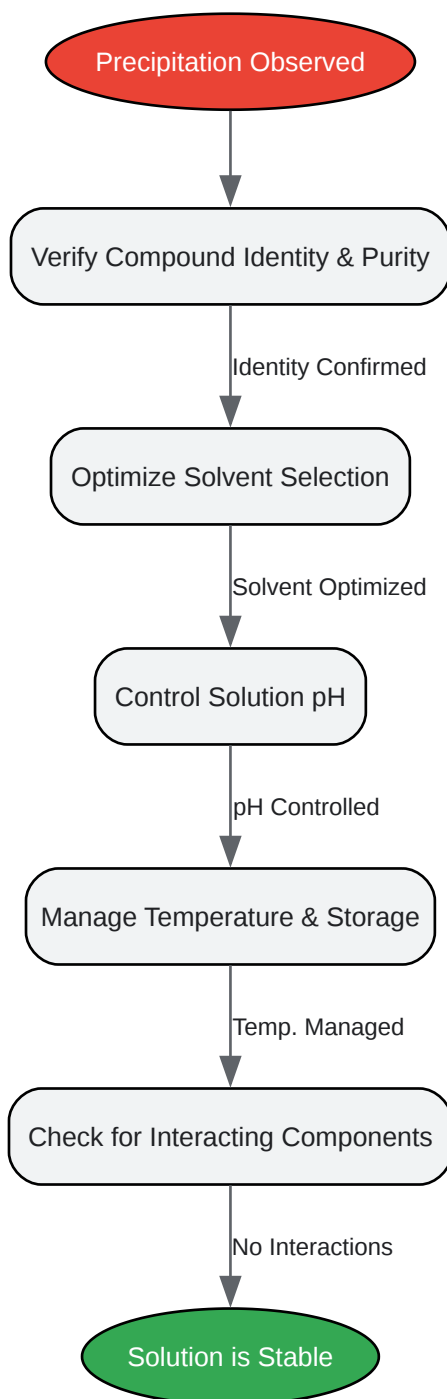 Precipitation Observed
Verify Compound Identity & Purity
Identity Confirmed
Optimize Solvent Selection
Solvent Optimized
Control Solution pH
pH Controlled
Manage Temperature & Storage
Temp. Managed
Check for Interacting Components
No Interactions
Solution is Stable